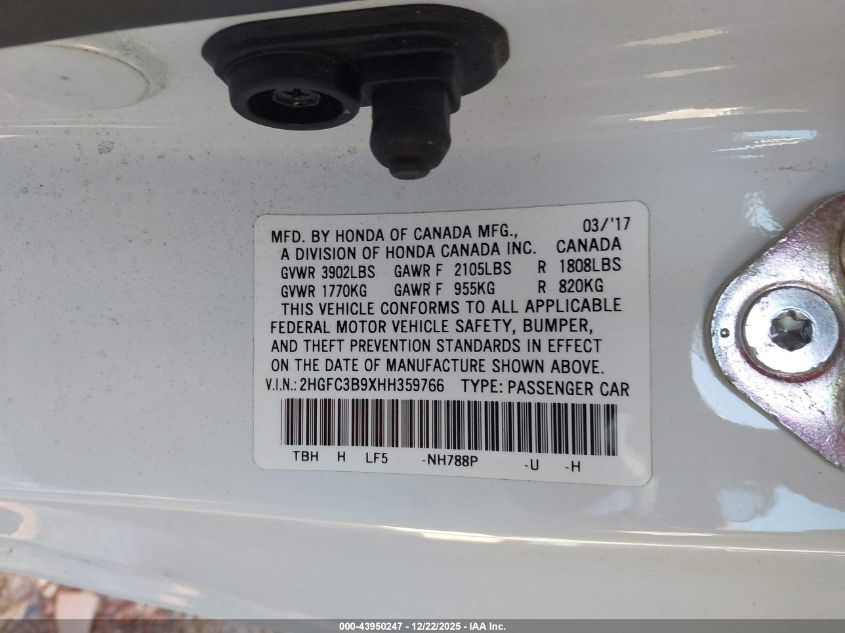 MFD. BY HONDA OF CANADA MFG., 03/'17
A DIVISION OF HONDA CANADA INC. CANADA
GVWR 3902LBS GAWR F 2105LBS R 1808LBS
GVWR 1770KG GAWR F 955KG R 820KG
THIS VEHICLE CONFORMS TO ALL APPLICABLE
FEDERAL MOTOR VEHICLE SAFETY, BUMPER,
AND THEFT PREVENTION STANDARDS IN EFFECT
ON THE DATE OF MANUFACTURE SHOWN ABOVE.
V.I.N.: 2HGFC3B9XHH359766 TYPE: PASSENGER CAR
TBH H LF5 -NH788P -U -H
000-43950247 - 12/22/2025 - IAA Inc.